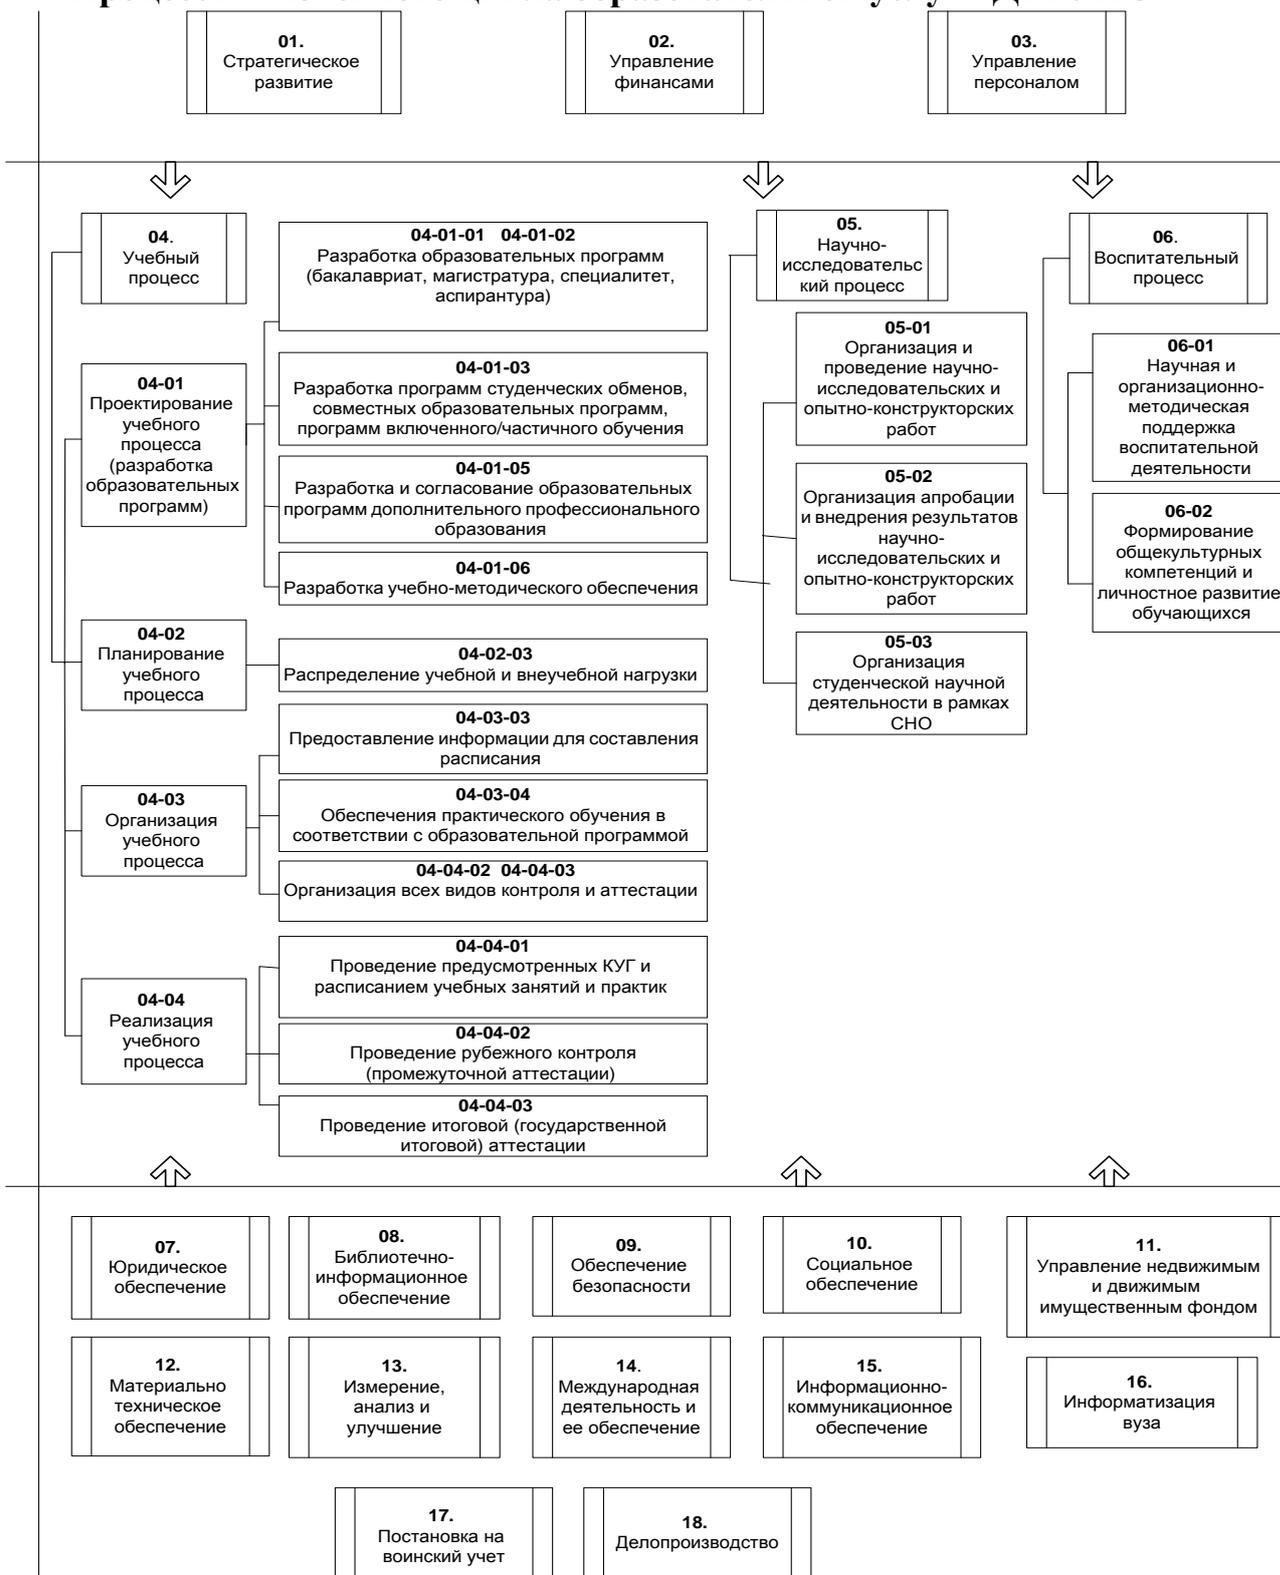 01.
Стратегическое
развитие
02.
Управление
финансами
03.
Управление
персоналом
04.
Учебный
процесс
04-01-01 04-01-02
Разработка образовательных программ
(бакалавриат, магистратура, специалитет,
аспирантура)
04-01
Проектирование
учебного
процесса
(разработка
образовательных
программ)
04-01-03
Разработка программ студенческих обменов,
совместных образовательных программ,
программ включенного/частичного обучения
04-01-05
Разработка и согласование образовательных
программ дополнительного профессионального
образования
04-01-06
Разработка учебно-методического обеспечения
04-02
Планирование
учебного
процесса
04-02-03
Распределение учебной и внеучебной нагрузки
04-03
Организация
учебного
процесса
04-03-03
Предоставление информации для составления
расписания
04-03-04
Обеспечения практического обучения в
соответствии с образовательной программой
04-04-02 04-04-03
Организация всех видов контроля и аттестации
04-04
Реализация
учебного
процесса
04-04-01
Проведение предусмотренных КУГ и
расписанием учебных занятий и практик
04-04-02
Проведение рубежного контроля
(промежуточной аттестации)
04-04-03
Проведение итоговой (государственной
итоговой) аттестации
05.
Научно-
исследовательс
кий процесс
05-01
Организация и
проведение научно-
исследовательских и
опытно-конструкторских
работ
05-02
Организация апробации
и внедрения результатов
научно-
исследовательских и
опытно-конструкторских
работ
05-03
Организация
студенческой научной
деятельности в рамках
СНО
06.
Воспитательный
процесс
06-01
Научная и
организационно-
методическая
поддержка
воспитательной
деятельности
06-02
Формирование
общекультурных
компетенций и
личностное развитие
обучающихся
07.
Юридическое
обеспечение
08.
Библиотечно-
информационное
обеспечение
09.
Обеспечение
безопасности
10.
Социальное
обеспечение
11.
Управление недвижимым
и движимым
имущественным фондом
12.
Материально
техническое
обеспечение
13.
Измерение,
анализ и
улучшение
14.
Международная
деятельность и
ее обеспечение
15.
Информационно-
коммуникационное
обеспечение
16.
Информатизация
вуза
17.
Постановка на
воинский учет
18.
Делопроизводство